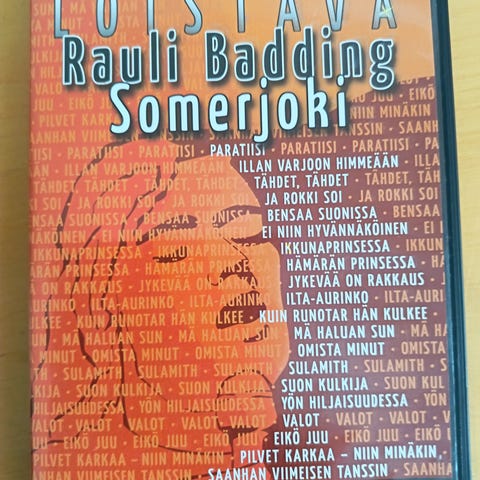 LOISTAVA
Rauli Badding
Somerjoki
PARATIISI · PARATIISI · PARATIISI
ILLAN VARJOON HIMMEÄÄN
TÄHDET, TÄHDET
JA ROKKI SOI
BENSAA SUONISSA
EI NIIN HYVÄNNÄKÖINEN
IKKUNAPRINSESSA
HÄMÄRÄN PRINSESSA
JYKEVÄÄ ON RAKKAUS
ILTA-AURINKO
KUIN RUNOTAR HÄN KULKEE
MÄ HALUAN SUN
OMISTA MINUT
SULAMITH
SUON KULKIJA
YÖN HILJAISUUDESSA
VALOT
EIKÖ JUU
PILVET KARKAA – NIIN MINÄKIN
SAANHAN VIIMEISEN TANSSIN